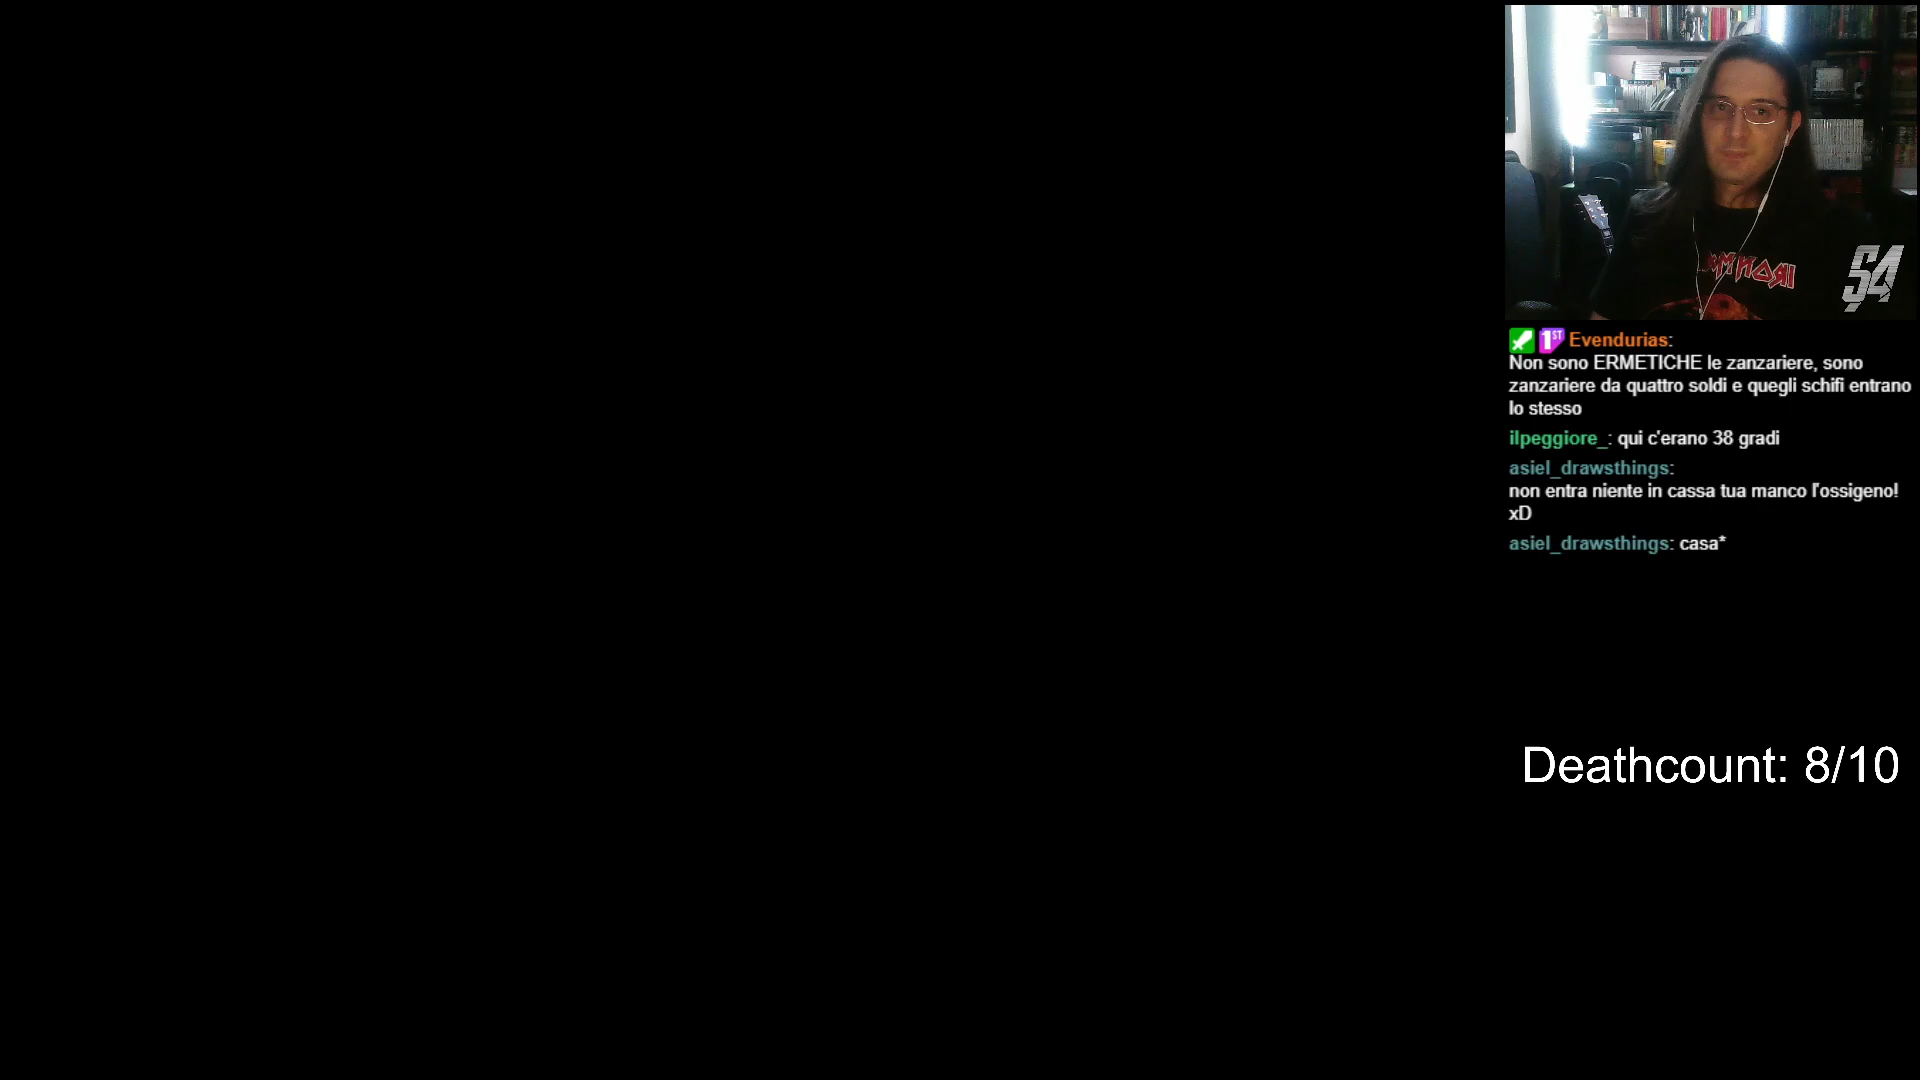 54
Evendurias:
Non sono ERMETICHE le zanzariere, sono
zanzariere da quattro soldi e quegli schifi entrano
lo stesso
ilpeggiore_: qui c'erano 38 gradi
asiel_drawsthings:
non entra niente in cassa tua manco l'ossigeno!
xD
asiel_drawsthings: casa*
Deathcount: 8/10